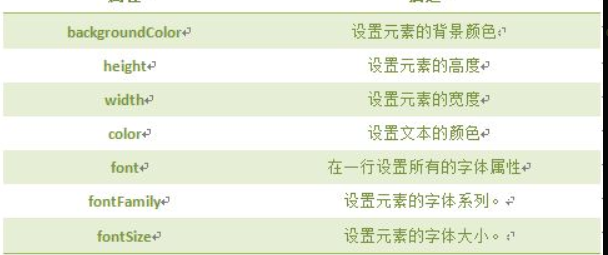 backgroundColor 设置元素的背景颜色
height 设置元素的高度
width 设置元素的宽度
color 设置文本的颜色
font 在一行设置所有的字体属性
fontFamily 设置元素的字体系列。
fontSize 设置元素的字体大小。